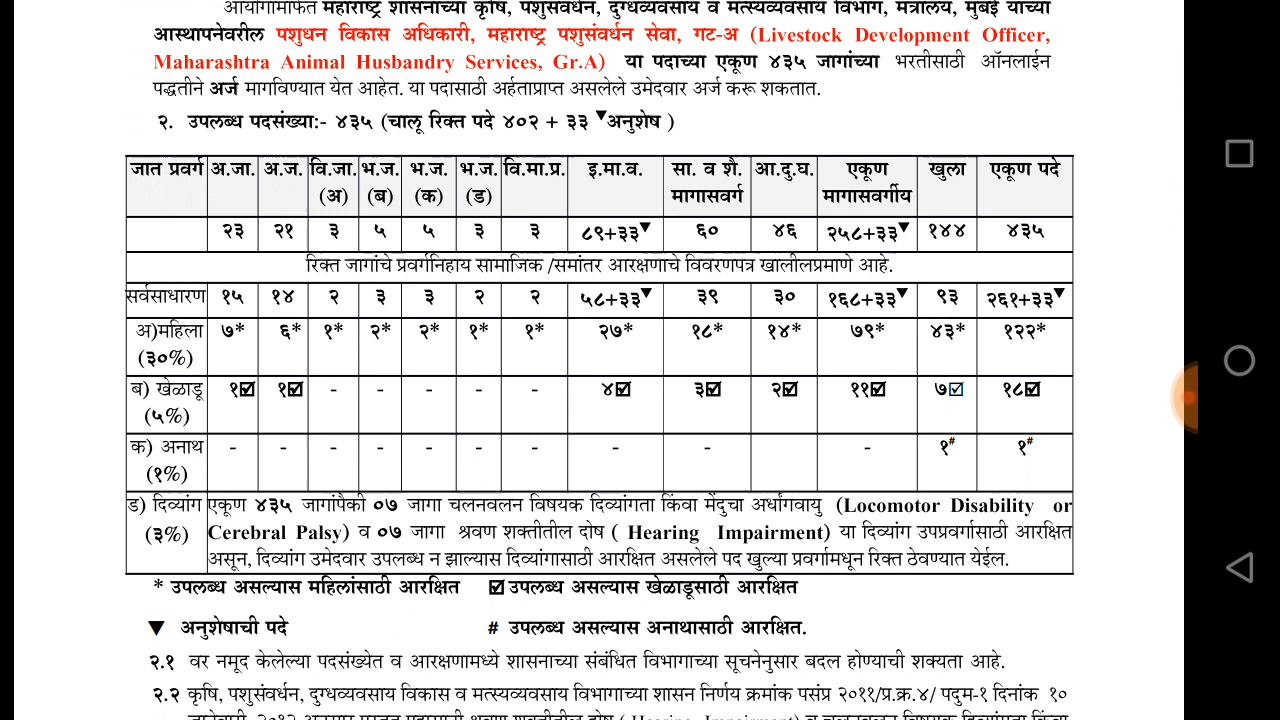 आयोगामार्फत महाराष्ट्र शासनाच्या कृषि, पशुसंवर्धन, दुग्धव्यवसाय व मत्स्यव्यवसाय विभाग, मंत्रालय, मुंबई यांच्या
आस्थापनेवरील पशुधन विकास अधिकारी, महाराष्ट्र पशुसंवर्धन सेवा, गट-अ (Livestock Development Officer,
Maharashtra Animal Husbandry Services, Gr.A) या पदाच्या एकूण ४३५ जागांच्या भरतीसाठी ऑनलाईन
पद्धतीने अर्ज मागविण्यात येत आहेत. या पदासाठी अर्हताप्राप्त असलेले उमेदवार अर्ज करू शकतात.
२. उपलब्ध पदसंख्या:- ४३५ (चालू रिक्त पदे ४०२ + ३३ ▼अनुशेष )
जात प्रवर्ग अ.जा. अ.ज. वि.जा. भ.ज. भ.ज. भ.ज. वि.मा.प्र. इ.मा.व. सा. व शै. आ.दु.घ. एकूण खुला एकूण पदे
(अ) (ब) (क) (ड) मागासवर्ग मागासवर्गीय
२३ २१ ३ ५ ५ ३ ३ ८९+३३▼ ६० ४६ २५८+३३▼ १४४ ४३५
रिक्त जागांचे प्रवर्गनिहाय सामाजिक /समांतर आरक्षणाचे विवरणपत्र खालीलप्रमाणे आहे.
सर्वसाधारण १५ १४ २ ३ ३ २ २ ५८+३३▼ ३९ ३० १६८+३३▼ ९३ २६१+३३▼
अ)महिला ७* ६* १* २* २* १* १* २७* १८* १४* ७९* ४३* १२२*
(३०%)
ब) खेळाडू १☑ १☑ - - - - - ४☑ ३☑ २☑ ११☑ ७☑ १८☑
(५%)
क) अनाथ - - - - - - - - - - १# १#
(१%)
ड) दिव्यांग एकूण ४३५ जागांपैकी ०७ जागा चलनवलन विषयक दिव्यांगता किंवा मेंदुचा अर्धांगवायु (Locomotor Disability or
(३%) Cerebral Palsy) व ०७ जागा श्रवण शक्तीतील दोष ( Hearing Impairment) या दिव्यांग उपप्रवर्गासाठी आरक्षित
असून, दिव्यांग उमेदवार उपलब्ध न झाल्यास दिव्यांगासाठी आरक्षित असलेले पद खुल्या प्रवर्गामधून रिक्त ठेवण्यात येईल.
* उपलब्ध असल्यास महिलांसाठी आरक्षित ☑उपलब्ध असल्यास खेळाडूसाठी आरक्षित
▼ अनुशेषाची पदे # उपलब्ध असल्यास अनाथासाठी आरक्षित.
२.१ वर नमूद केलेल्या पदसंख्येत व आरक्षणामध्ये शासनाच्या संबंधित विभागाच्या सूचनेनुसार बदल होण्याची शक्यता आहे.
२.२ कृषि, पशुसंवर्धन, दुग्धव्यवसाय विकास व मत्स्यव्यवसाय विभागाच्या शासन निर्णय क्रमांक पसंप्र २०११/प्र.क्र.४/ पदुम-१ दिनांक १०